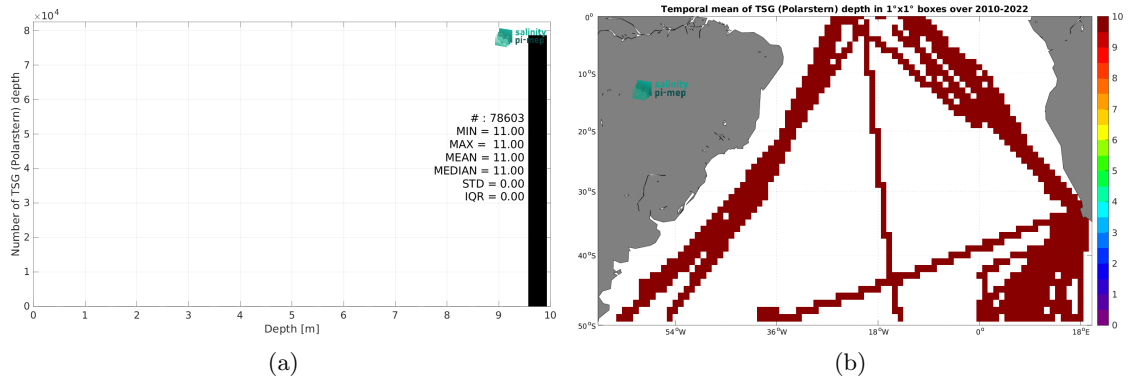 ×10⁴
8
7
6
5
4
3
2
1
0
Number of TSG (Polarstern) depth
salinity
pi-mep
# : 78603
MIN = 11.00
MAX = 11.00
MEAN = 11.00
MEDIAN = 11.00
STD = 0.00
IQR = 0.00
0 1 2 3 4 5 6 7 8 9 10
Depth [m]
(a)
Temporal mean of TSG (Polarstern) depth in 1°x1° boxes over 2010-2022
0°
10°S
20°S
30°S
40°S
50°S
salinity
pi-mep
54°W 36°W 18°W 0° 18°E
10
9
8
7
6
5
4
3
2
1
0
(b)